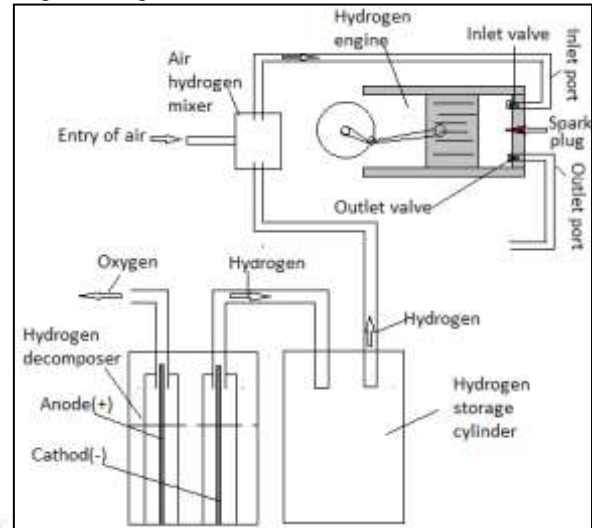 Hydrogen
engine
Inlet valve
Inlet port
Air
hydrogen
mixer
Entry of air
Spark
plug
Outlet valve
Outlet port
Oxygen
Hydrogen
Hydrogen
decomposer
Hydrogen
Anode(+)
Cathod(-)
Hydrogen
storage
cylinder